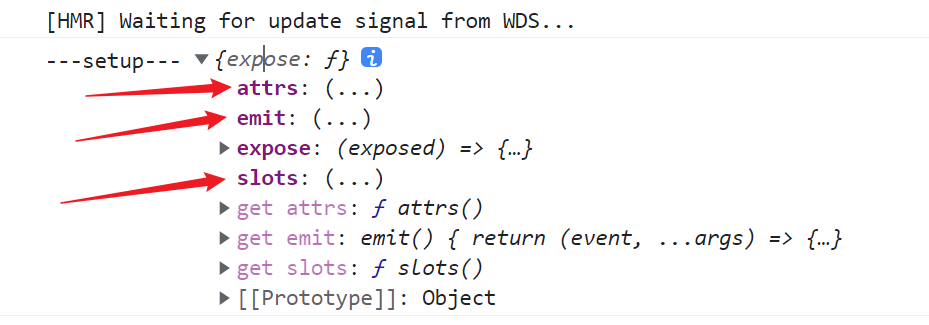 [HMR] Waiting for update signal from WDS...
---setup--- ▼{expose: ƒ} i
attrs: (...)
emit: (...)
▶expose: (exposed) => {…}
slots: (...)
▶get attrs: ƒ attrs()
▶get emit: emit() { return (event, ...args) => {…}
▶get slots: ƒ slots()
▶[[Prototype]]: Object